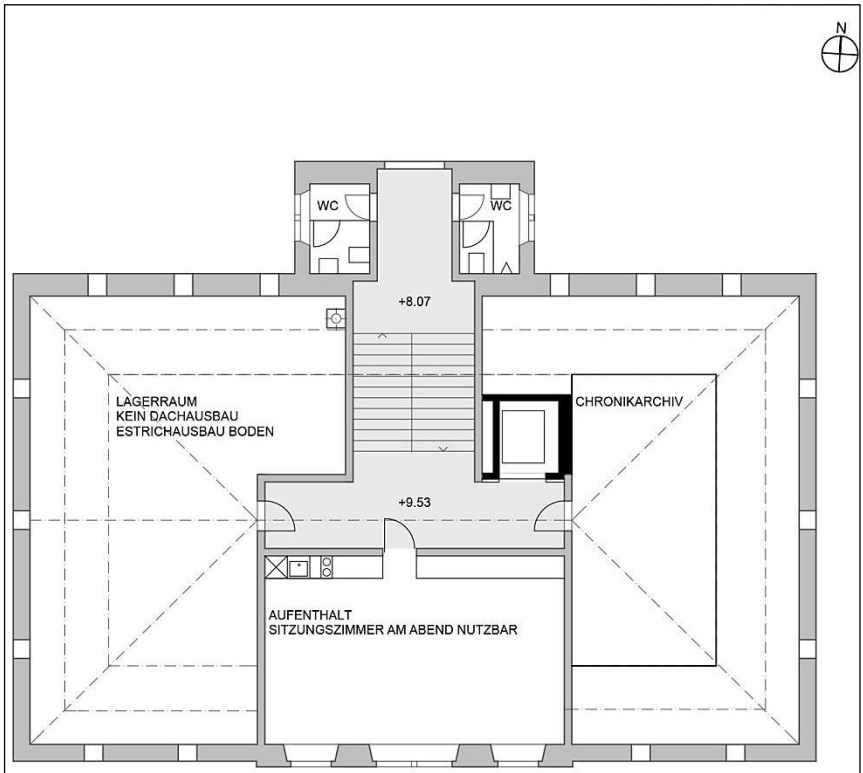 N
WC
WC
+8.07
LAGERRAUM
KEIN DACHAUSBAU
ESTRICHAUSBAU BODEN
CHRONIKARCHIV
+9.53
AUFENTHALT
SITZUNGSZIMMER AM ABEND NUTZBAR